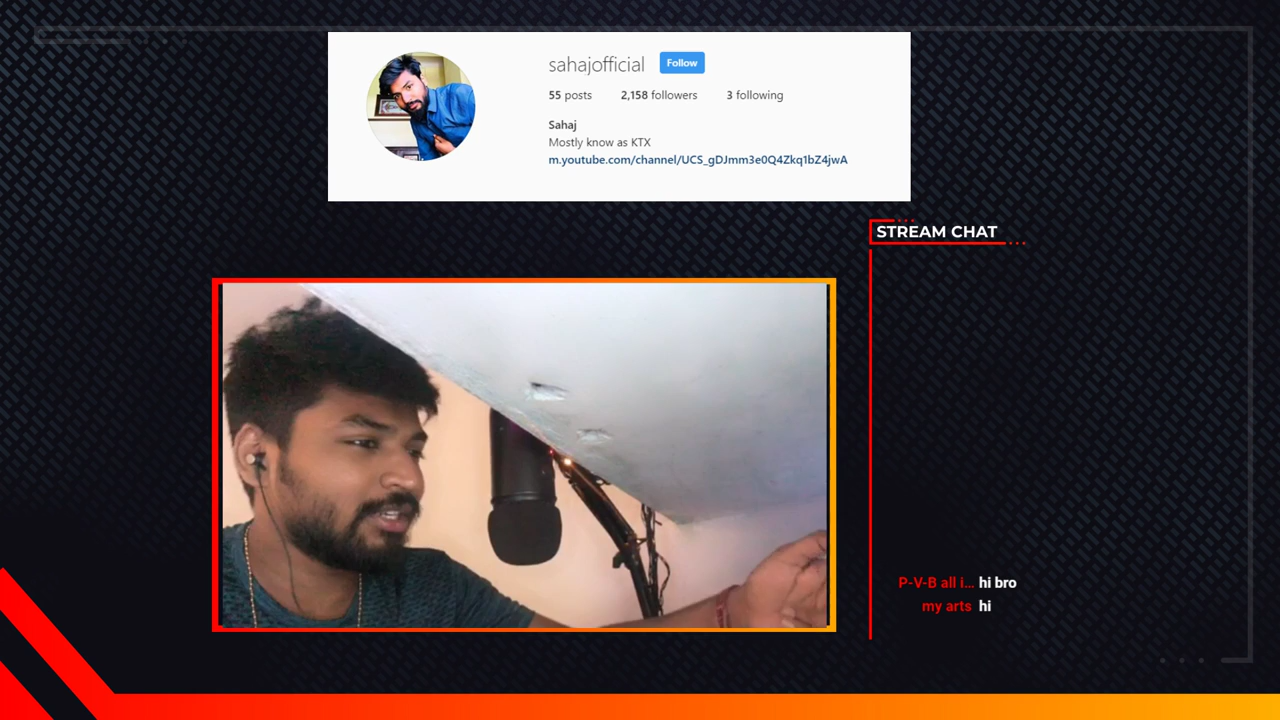 sahajofficial Follow
55 posts 2,158 followers 3 following
Sahaj
Mostly know as KTX
m.youtube.com/channel/UCS_gDJmm3e0Q4Zkq1bZ4jwA
STREAM CHAT
P-V-B all i... hi bro
my arts hi